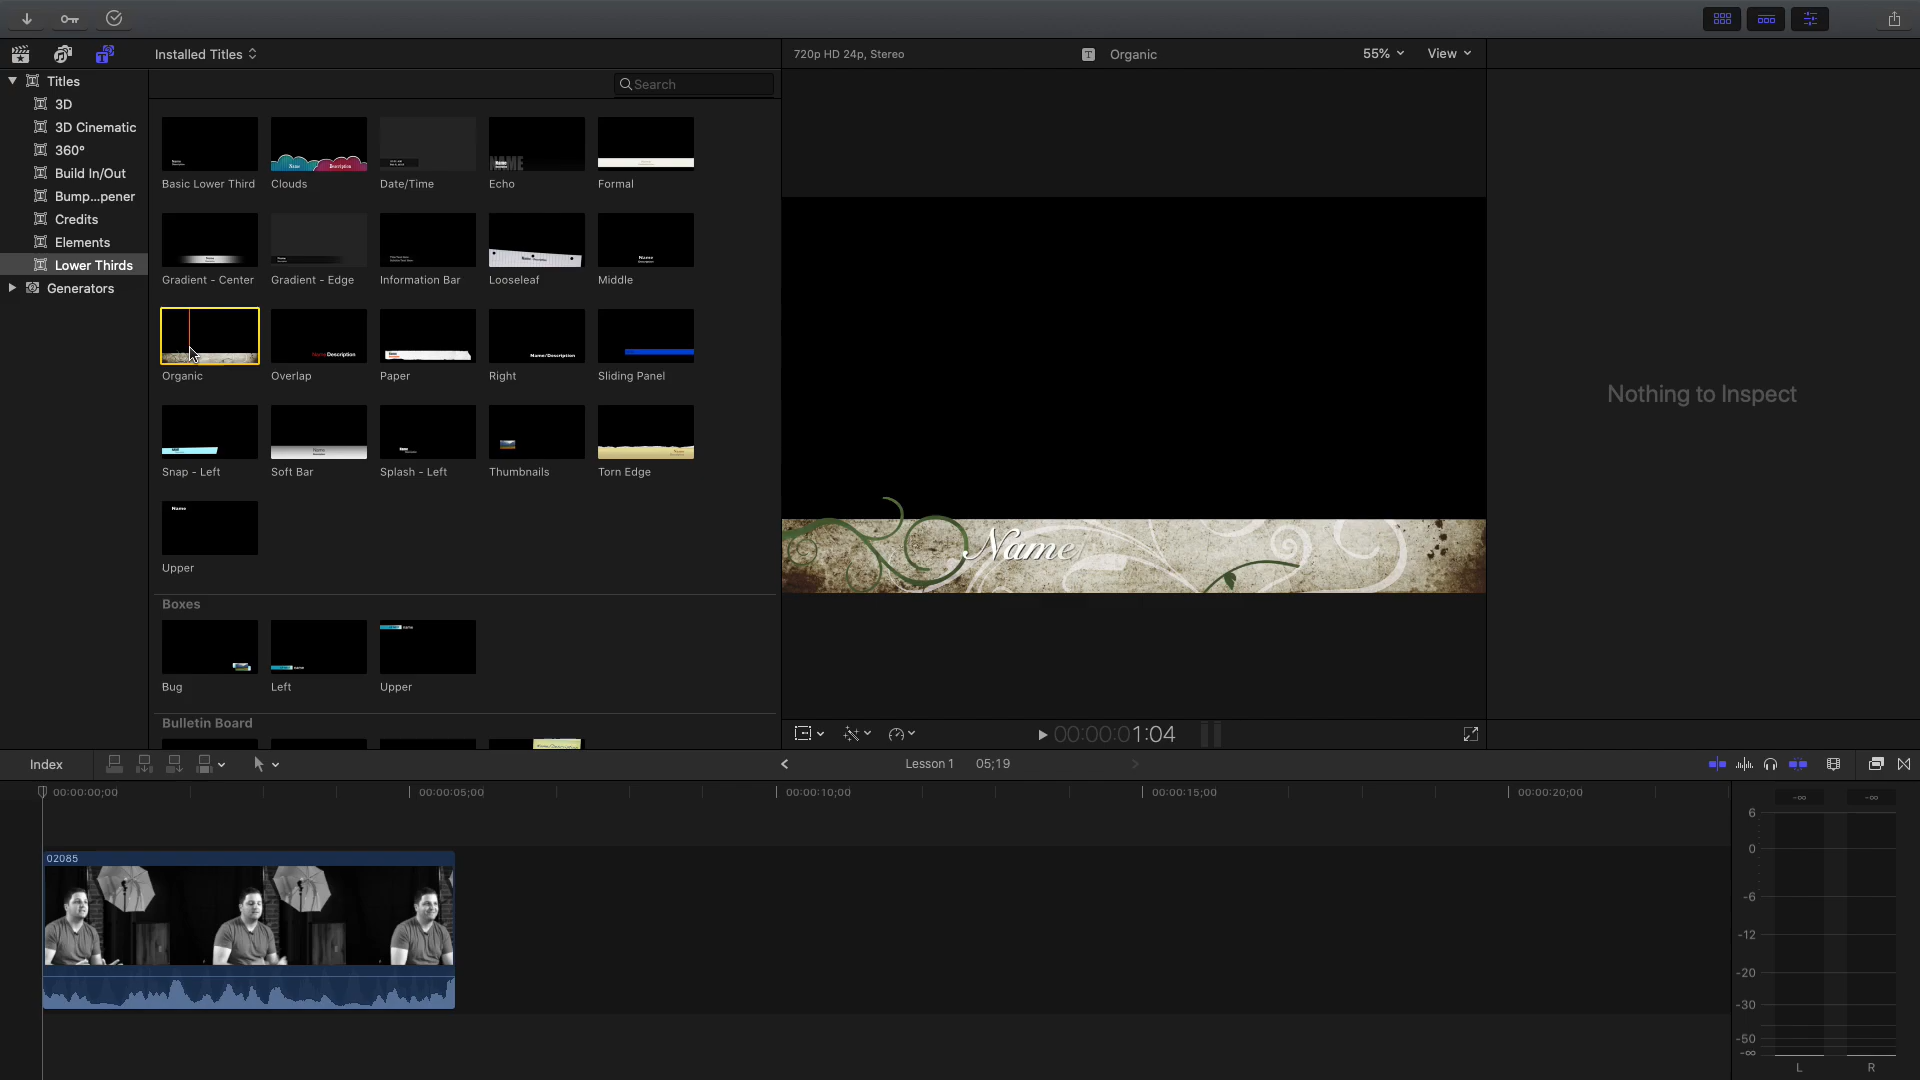 Installed Titles
720p HD 24p, Stereo
Organic
55%
View
Titles
3D
3D Cinematic
360°
Build In/Out
Bump...pener
Credits
Elements
Lower Thirds
Generators
Search
Basic Lower Third
Clouds
Date/Time
Echo
Formal
Gradient - Center
Gradient - Edge
Information Bar
Looseleaf
Middle
Organic
Overlap
Paper
Right
Sliding Panel
Snap - Left
Soft Bar
Splash - Left
Thumbnails
Torn Edge
Upper
Boxes
Bug
Left
Upper
Bulletin Board
Name
Nothing to Inspect
00:00:01:04
Index
Lesson 1
05;19
00:00:00;00
00:00:05;00
00:00:10;00
00:00:15;00
00:00:20;00
02085
-∞
-∞
6
0
-6
-12
-20
-30
-50
-∞
L
R